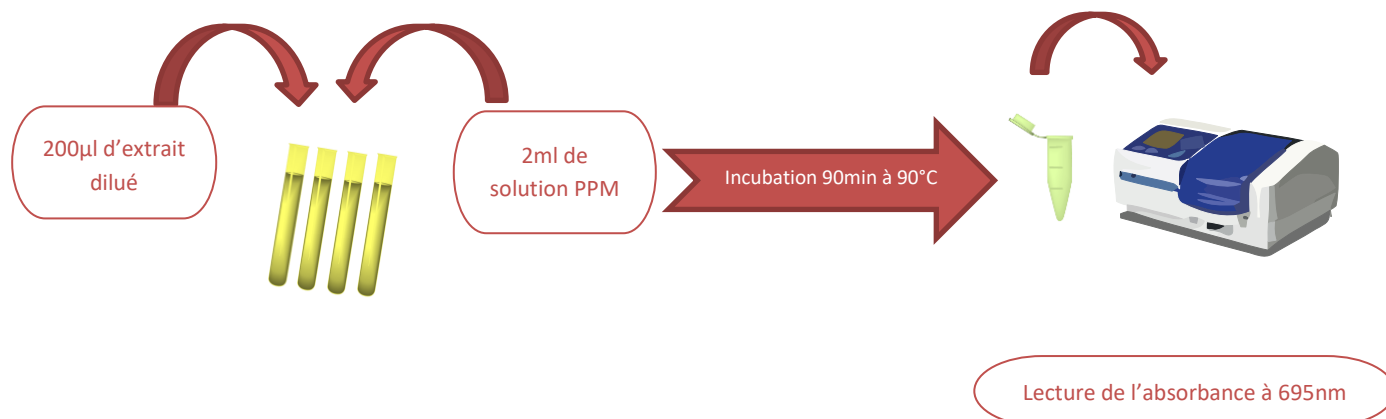 200µl d’extrait
dilué
2ml de
solution PPM
Incubation 90min à 90°C
Lecture de l’absorbance à 695nm